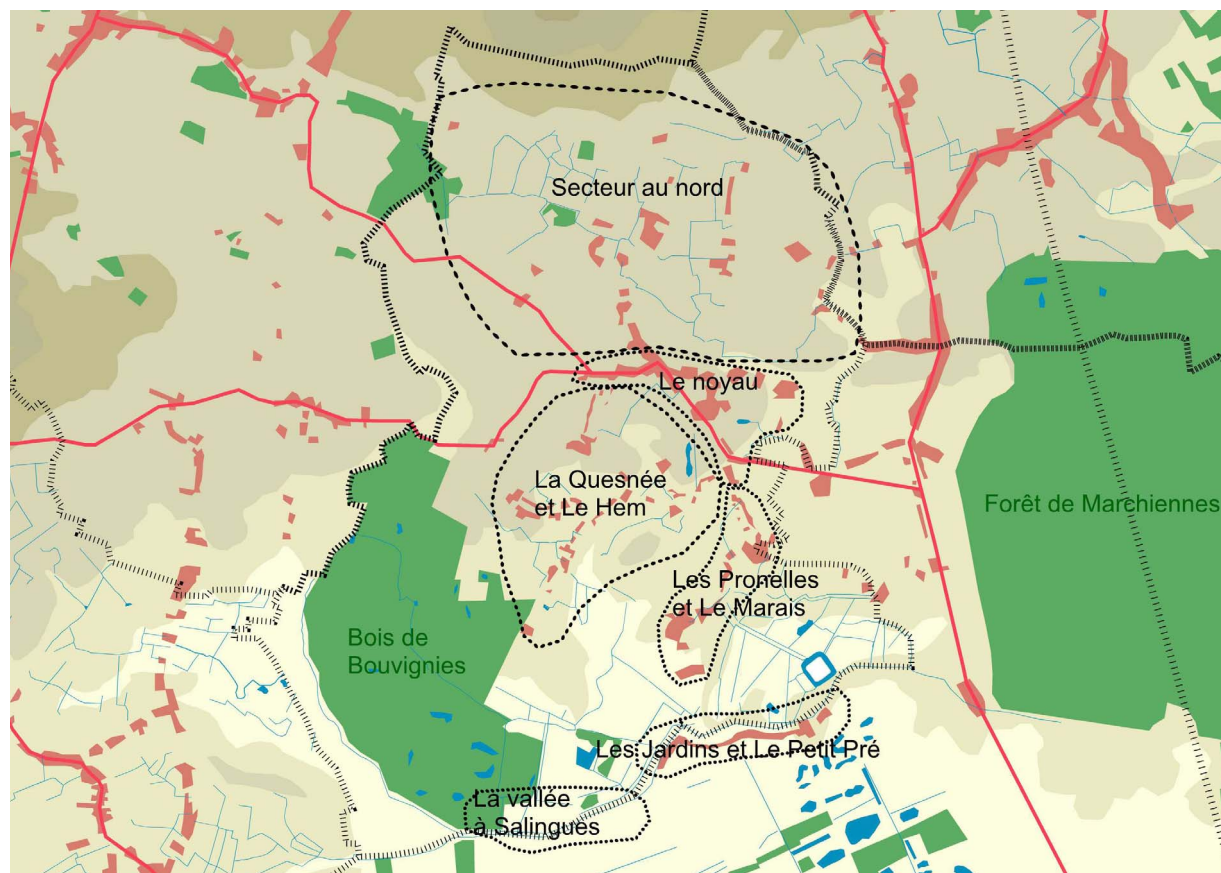 Secteur au nord
Le noyau
La Quesnée
et Le Hem
Forêt de Marchiennes
Les Pronelles
et Le Marais
Bois de
Bouvignies
Les Jardins et Le Petit Pré
La vallée
à Salingues